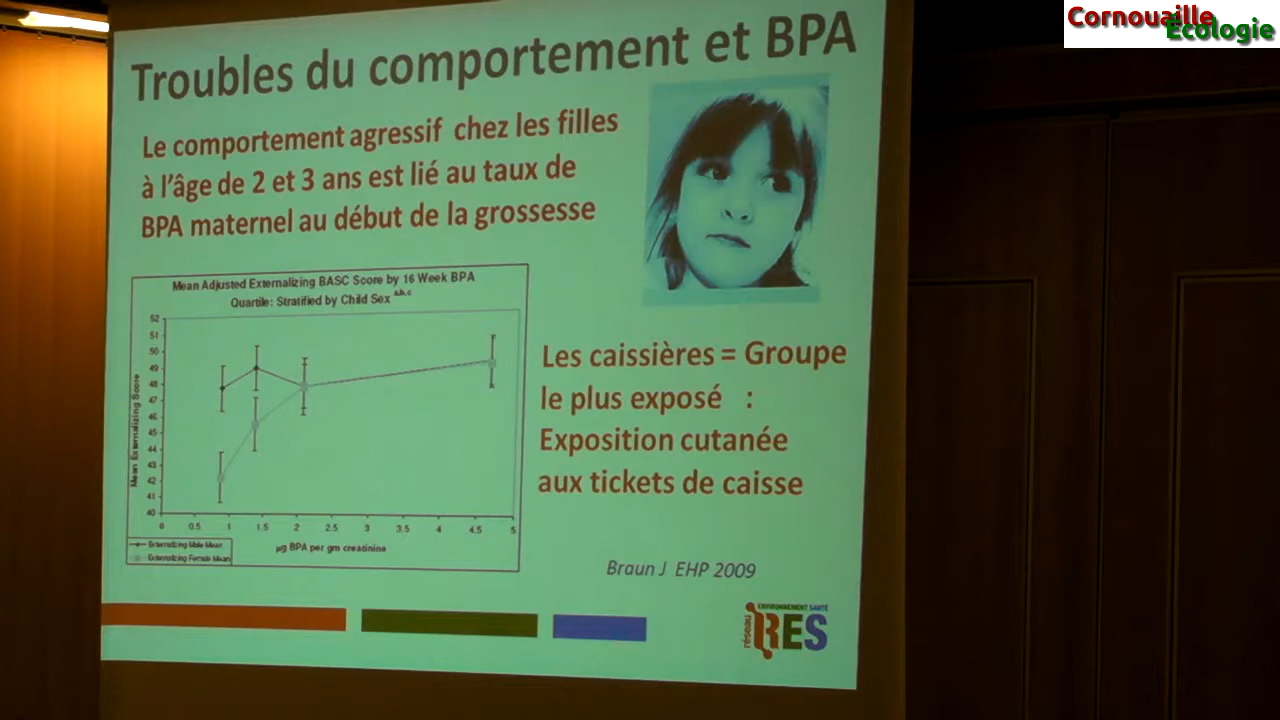 Cornouaille
Écologie
Troubles du comportement et BPA
Le comportement agressif chez les filles
à l'âge de 2 et 3 ans est lié au taux de
BPA maternel au début de la grossesse
Mean Adjusted Externalizing BASC Score by 16 Week BPA
Quartile: Stratified by Child Sex a,b,c
Mean Externalizing Score
52
51
50
49
48
47
46
45
44
43
42
41
40
0 0.5 1 1.5 2 2.5 3 3.5 4 4.5 5
µg BPA per gm creatinine
Externalizing Male Mean
Externalizing Female Mean
Les caissières = Groupe
le plus exposé :
Exposition cutanée
aux tickets de caisse
Braun J EHP 2009
réseau
ENVIRONNEMENT SANTÉ
RES